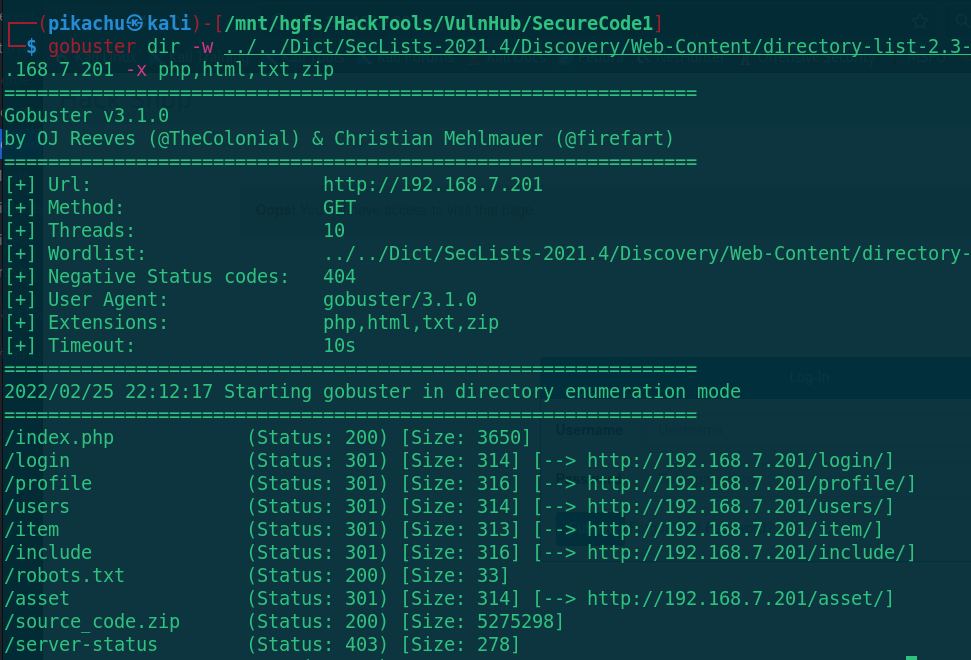 ┌──(pikachu㉿kali)-[/mnt/hgfs/HackTools/VulnHub/SecureCode1]
└─$ gobuster dir -w ../../Dict/SecLists-2021.4/Discovery/Web-Content/directory-list-2.3-
.168.7.201 -x php,html,txt,zip
===============================================================
Gobuster v3.1.0
by OJ Reeves (@TheColonial) & Christian Mehlmauer (@firefart)
===============================================================
[+] Url:                     http://192.168.7.201
[+] Method:                  GET
[+] Threads:                 10
[+] Wordlist:                ../../Dict/SecLists-2021.4/Discovery/Web-Content/directory-
[+] Negative Status codes:   404
[+] User Agent:              gobuster/3.1.0
[+] Extensions:              php,html,txt,zip
[+] Timeout:                 10s
===============================================================
2022/02/25 22:12:17 Starting gobuster in directory enumeration mode
===============================================================
/index.php            (Status: 200) [Size: 3650]
/login                (Status: 301) [Size: 314] [--> http://192.168.7.201/login/]
/profile              (Status: 301) [Size: 316] [--> http://192.168.7.201/profile/]
/users                (Status: 301) [Size: 314] [--> http://192.168.7.201/users/]
/item                 (Status: 301) [Size: 313] [--> http://192.168.7.201/item/]
/include              (Status: 301) [Size: 316] [--> http://192.168.7.201/include/]
/robots.txt           (Status: 200) [Size: 33]
/asset                (Status: 301) [Size: 314] [--> http://192.168.7.201/asset/]
/source_code.zip      (Status: 200) [Size: 5275298]
/server-status        (Status: 403) [Size: 278]
Log-In
Username
Username